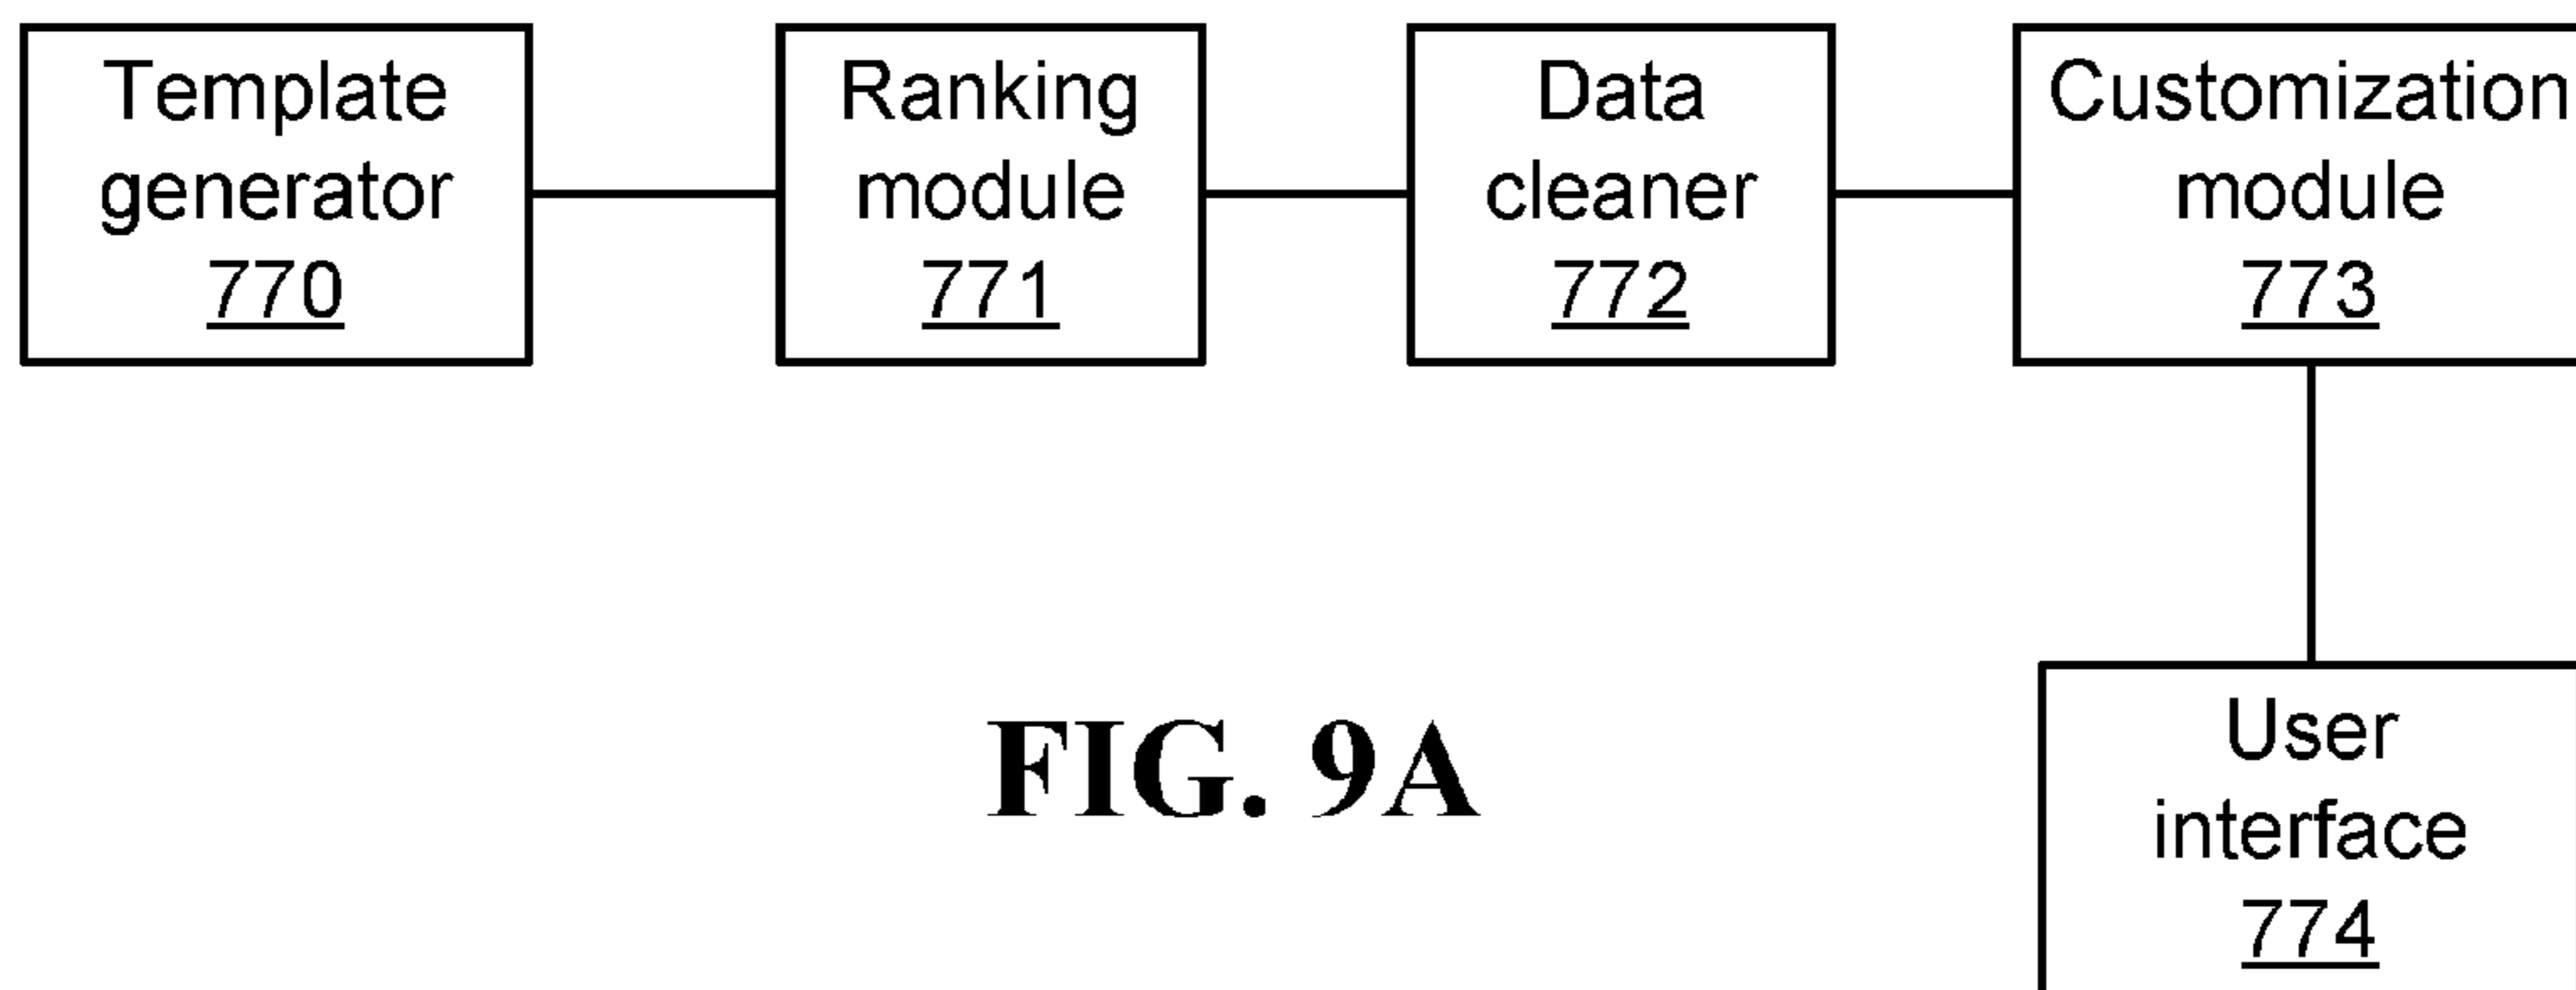 Template
generator
770
Ranking
module
771
Data
cleaner
772
Customization
module
773
User
interface
774
FIG. 9A